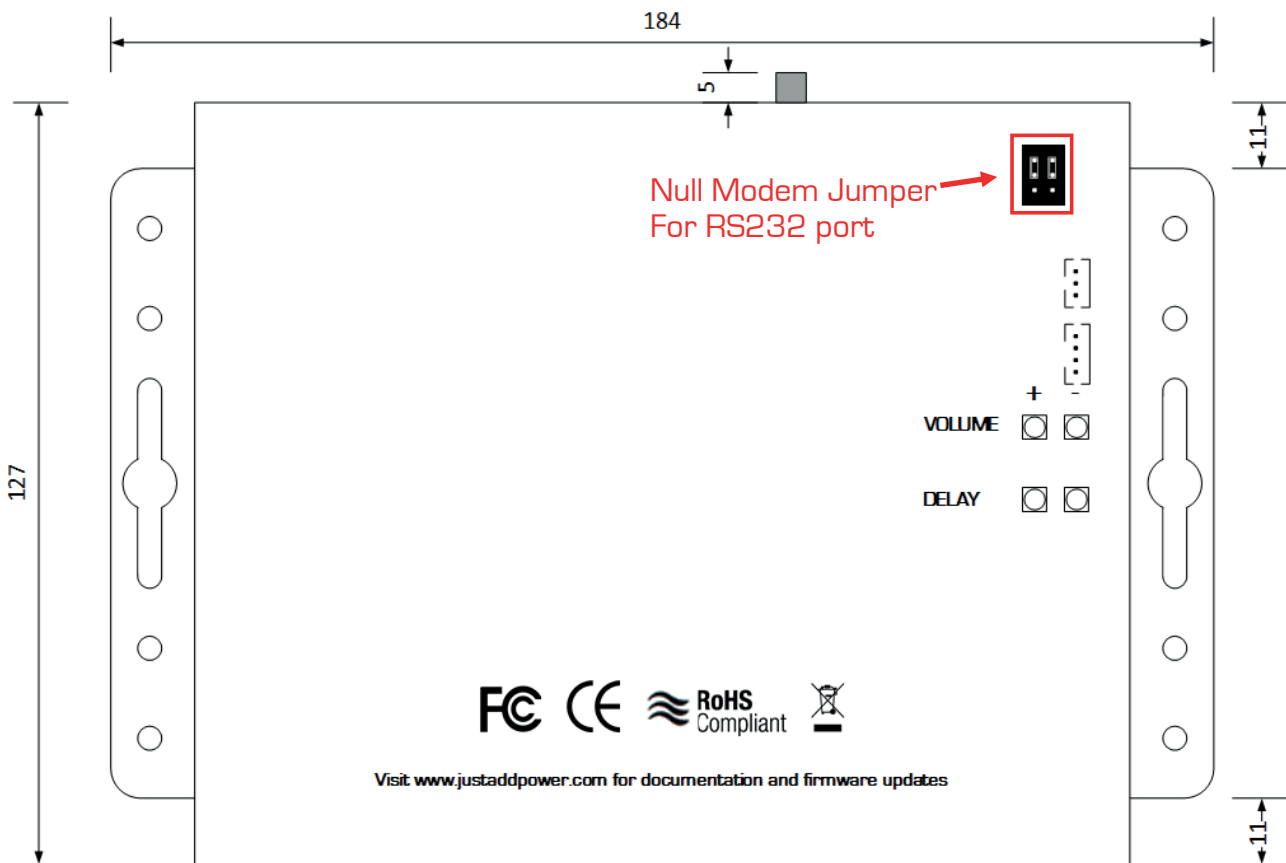 184
5
11
Null Modem Jumper
For RS232 port
+ -
VOLUME
127
DELAY
FC CE RoHS
Compliant
Visit www.justaddpower.com for documentation and firmware updates
11